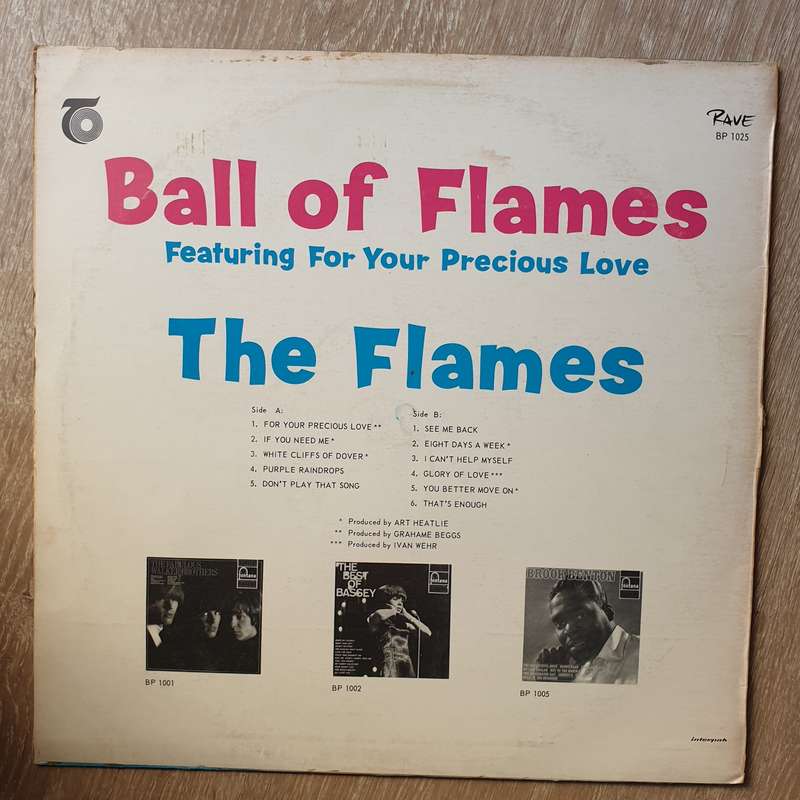 RAVE
BP 1025
Ball of Flames
Featuring For Your Precious Love
The Flames
Side A:
1. FOR YOUR PRECIOUS LOVE**
2. IF YOU NEED ME*
3. WHITE CLIFFS OF DOVER*
4. PURPLE RAINDROPS
5. DON'T PLAY THAT SONG
Side B:
1. SEE ME BACK
2. EIGHT DAYS A WEEK*
3. I CAN'T HELP MYSELF
4. GLORY OF LOVE***
5. YOU BETTER MOVE ON*
6. THAT'S ENOUGH
* Produced by ART HEATLIE
** Produced by GRAHAME BEGGS
*** Produced by IVAN WEHR
THE FABULOUS
WALKER BROTHERS
fontana
BP 1001
THE
BEST
OF
BASSEY
fontana
BP 1002
BROOK BENTON
fontana
BP 1005
interpak